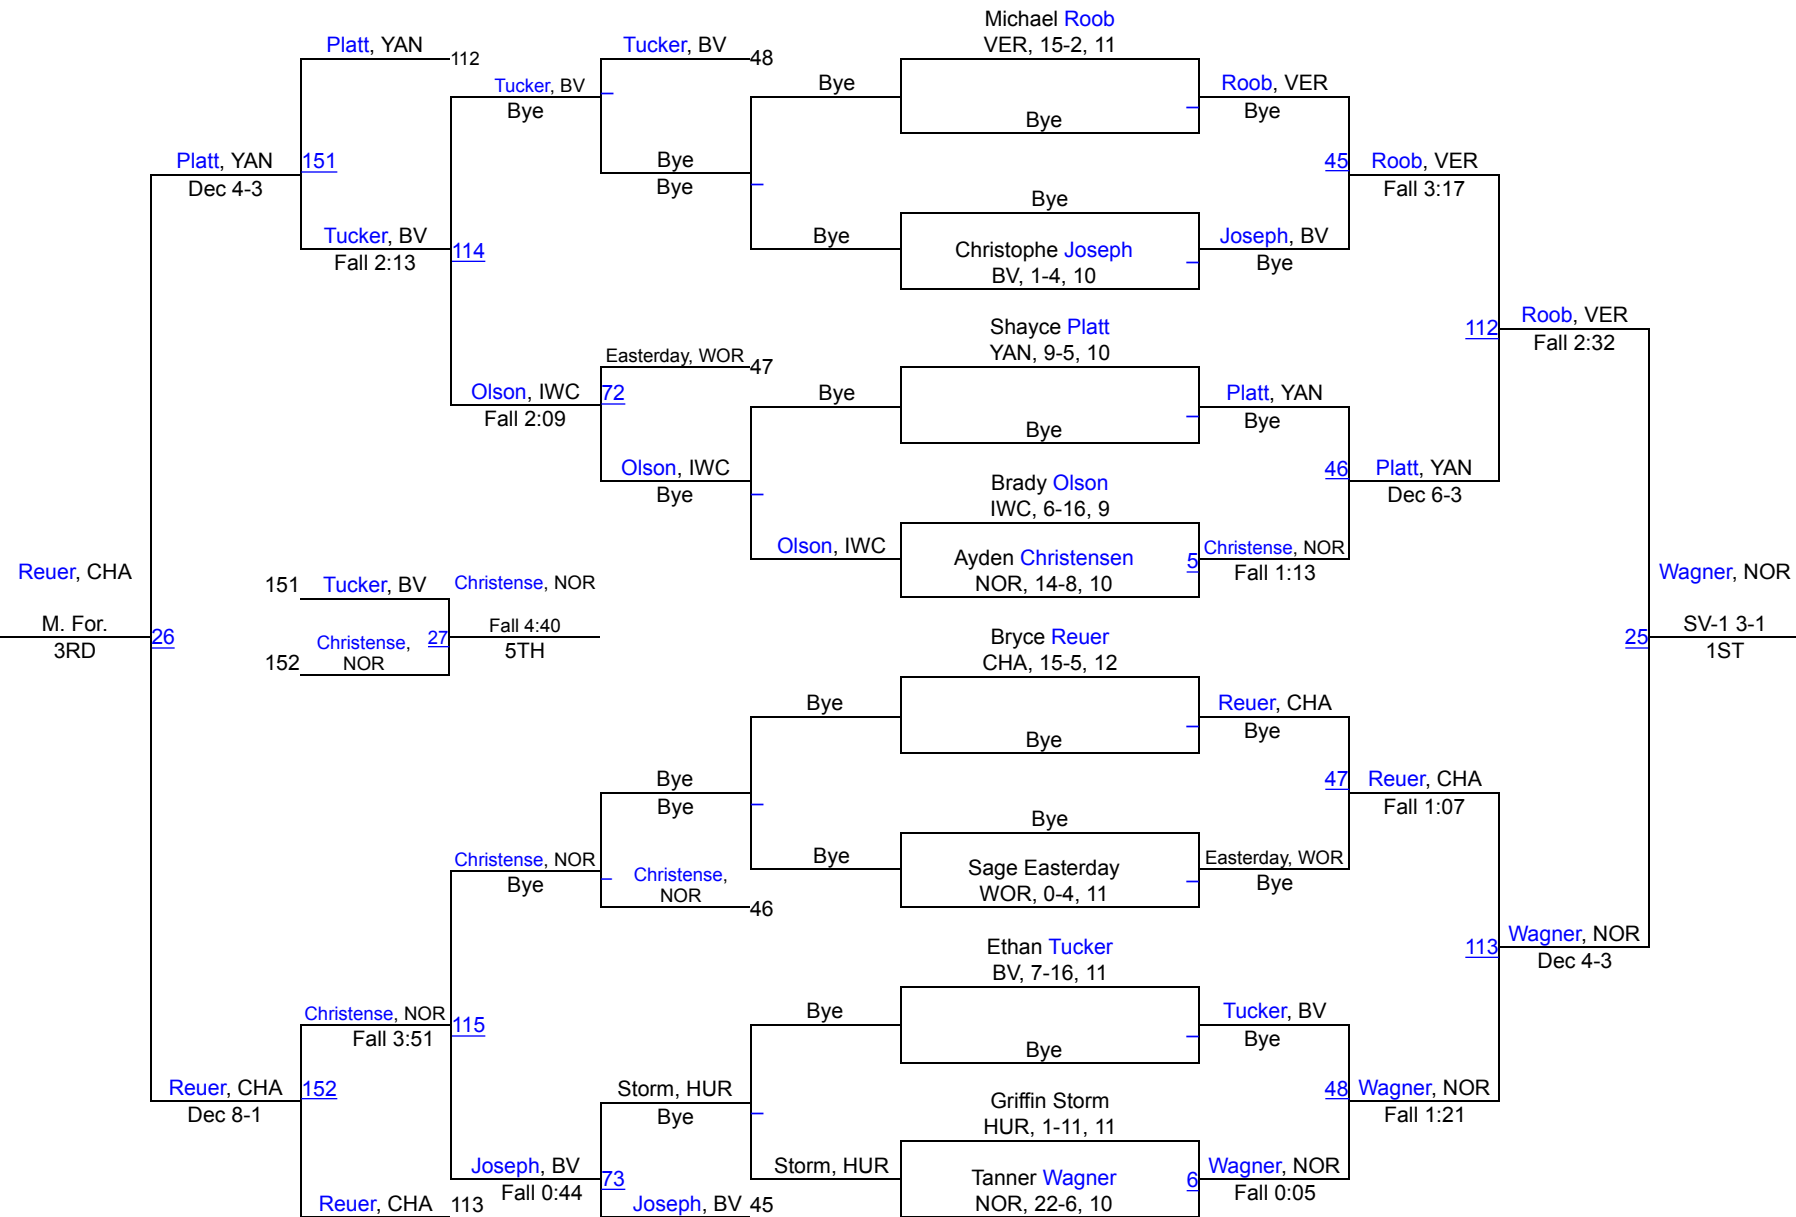 Michael Roob
VER, 15-2, 11
Platt, YAN
112
Tucker, BV
48
Tucker, BV
Bye
Bye
Bye
Roob, VER
Bye
Platt, YAN
Dec 4-3
151
Bye
Bye
45
Roob, VER
Fall 3:17
Tucker, BV
Fall 2:13
114
Bye
Bye
Christophe Joseph
BV, 1-4, 10
Joseph, BV
Bye
Shayce Platt
YAN, 9-5, 10
112
Roob, VER
Fall 2:32
Easterday, WOR
47
Olson, IWC
Fall 2:09
72
Bye
Bye
Platt, YAN
Bye
Olson, IWC
Bye
Brady Olson
IWC, 6-16, 9
46
Platt, YAN
Dec 6-3
Olson, IWC
Ayden Christensen
NOR, 14-8, 10
5
Christense, NOR
Fall 1:13
Reuer, CHA
M. For.
3RD
26
151
Tucker, BV
Christense, NOR
152
Christense,
NOR
27
Fall 4:40
5TH
Wagner, NOR
25
SV-1 3-1
1ST
Bryce Reuer
CHA, 15-5, 12
Bye
Bye
Reuer, CHA
Bye
Bye
Bye
47
Reuer, CHA
Fall 1:07
Christense, NOR
Bye
Christense,
NOR
46
Bye
Bye
Sage Easterday
WOR, 0-4, 11
Easterday, WOR
Bye
Ethan Tucker
BV, 7-16, 11
113
Wagner, NOR
Dec 4-3
Christense, NOR
Fall 3:51
115
Bye
Bye
Tucker, BV
Bye
Reuer, CHA
Dec 8-1
152
Storm, HUR
Bye
Griffin Storm
HUR, 1-11, 11
48
Wagner, NOR
Fall 1:21
Joseph, BV
Fall 0:44
73
Storm, HUR
Tanner Wagner
NOR, 22-6, 10
6
Wagner, NOR
Fall 0:05
Reuer, CHA
113
Joseph, BV
45